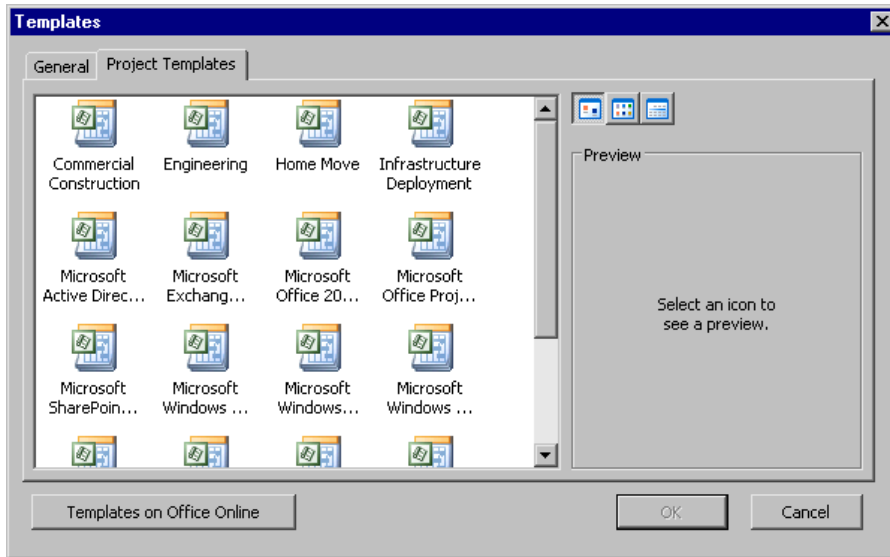 Templates
General
Project Templates
Commercial
Construction
Engineering
Home Move
Infrastructure
Deployment
Microsoft
Active Direc...
Microsoft
Exchang...
Microsoft
Office 20...
Microsoft
Office Proj...
Microsoft
SharePoin...
Microsoft
Windows ...
Microsoft
Windows...
Microsoft
Windows ...
Preview
Select an icon to
see a preview.
Templates on Office Online
OK
Cancel